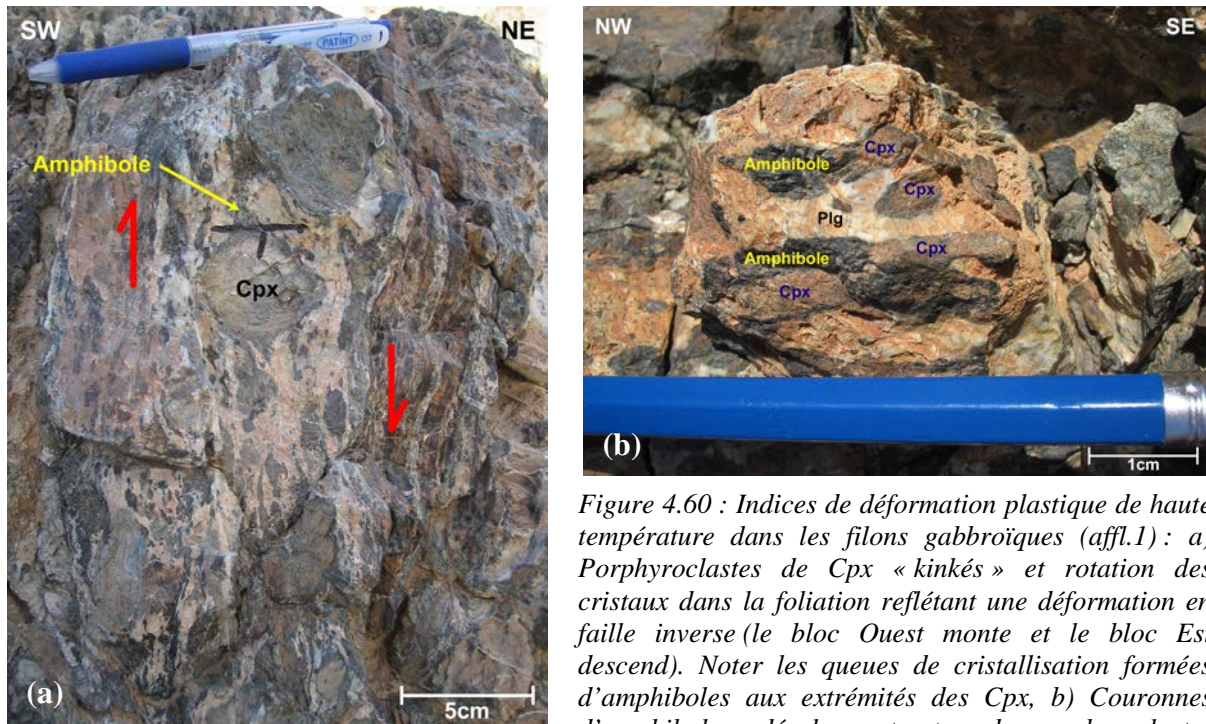 SW
NE
PATINT 07
Amphibole
Cpx
(a)
5cm
NW
SE
Cpx
Amphibole
Cpx
Plg
Cpx
Amphibole
Cpx
(b)
1cm
Figure 4.60 : Indices de déformation plastique de haute
température dans les filons gabbroïques (affl.1) : a)
Porphyroclastes de Cpx « kinkés » et rotation des
cristaux dans la foliation reflétant une déformation en
faille inverse (le bloc Ouest monte et le bloc Es
descend). Noter les queues de cristallisation formées
d'amphiboles aux extrémités des Cpx, b) Couronnes